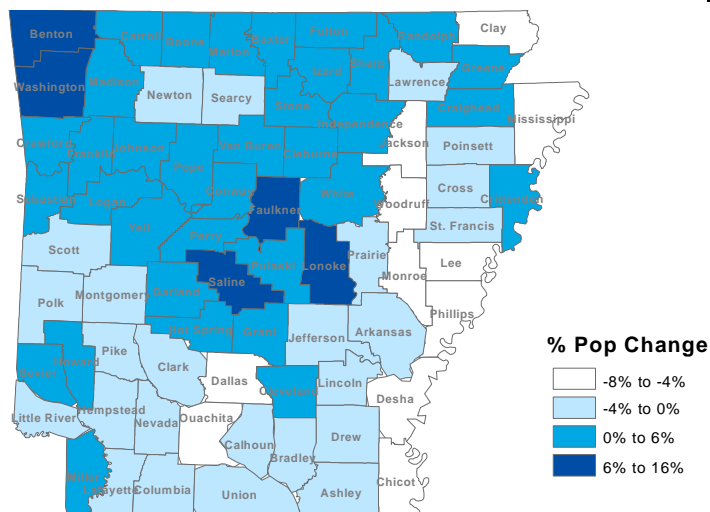 Benton
Carroll
Boone
Marion
Baxter
Fulton
Randolph
Clay
Washington
Madison
Newton
Searcy
Stone
Izard
Sharp
Lawrence
Greene
Craighead
Mississippi
Independence
Jackson
Poinsett
Crawford
Franklin
Johnson
Pope
Van Buren
Cleburne
White
Woodruff
Cross
Crittenden
St. Francis
Sebastian
Logan
Conway
Faulkner
Yell
Perry
Scott
Saline
Pulaski
Lonoke
Prairie
Monroe
Lee
Phillips
Polk
Montgomery
Garland
Hot Spring
Grant
Jefferson
Arkansas
Sevier
Howard
Pike
Clark
Dallas
Cleveland
Lincoln
Desha
Little River
Hempstead
Nevada
Ouachita
Calhoun
Bradley
Drew
Miller
Lafayette
Columbia
Union
Ashley
Chicot
% Pop Change
-8% to -4%
-4% to 0%
0% to 6%
6% to 16%